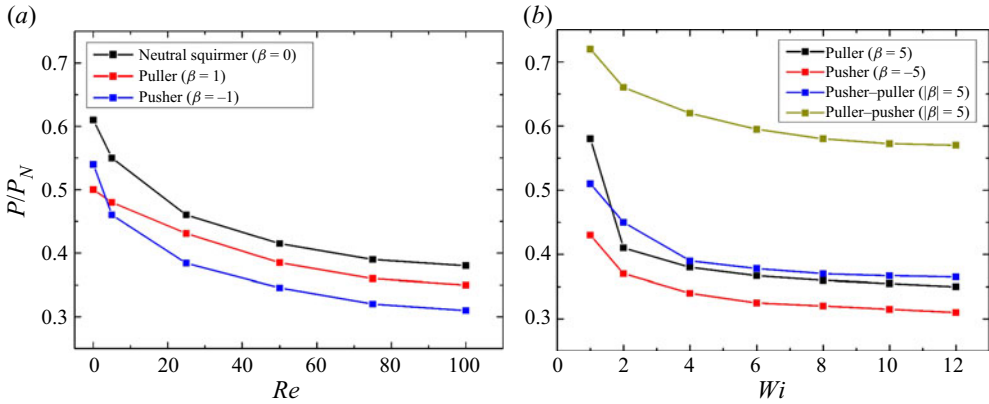 (a)
0.7
0.6
0.5
0.4
0.3
P/P_N
Neutral squirmer (β = 0)
Puller (β = 1)
Pusher (β = –1)
0 20 40 60 80 100
Re
(b)
0.7
0.6
0.5
0.4
0.3
Puller (β = 5)
Pusher (β = –5)
Pusher–puller (|β| = 5)
Puller–pusher (|β| = 5)
0 2 4 6 8 10 12
Wi